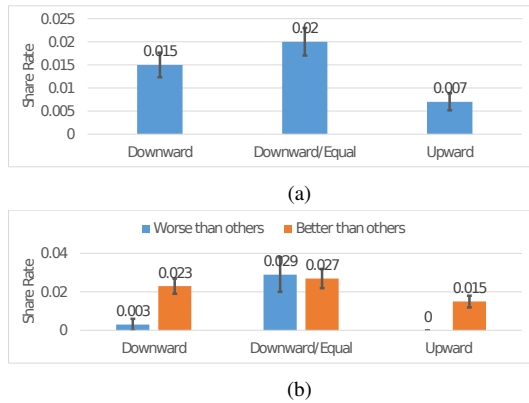 0.025
0.02
0.015
0.01
0.005
0
Share Rate
0.015
0.02
0.007
Downward
Downward/Equal
Upward
(a)
Worse than others
Better than others
0.04
0.02
0
Share Rate
0.003
0.023
0.029
0.027
0
0.015
Downward
Downward/Equal
Upward
(b)